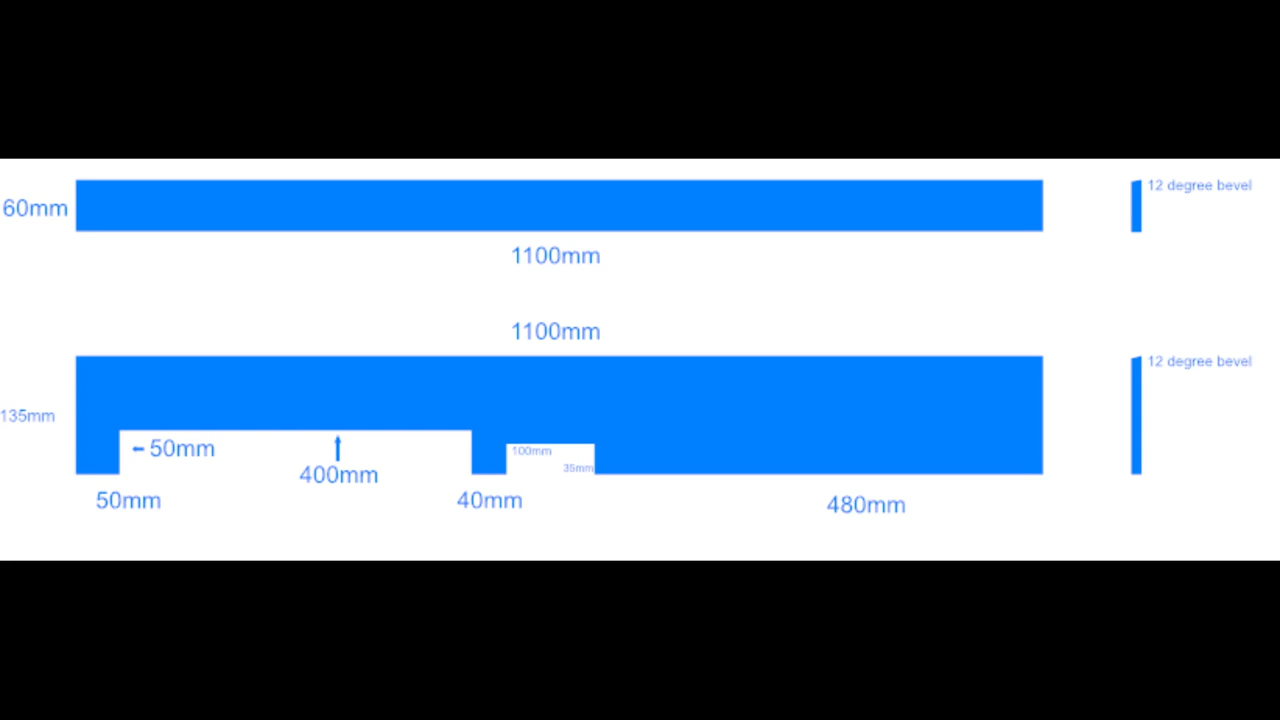 12 degree bevel
60mm
1100mm
1100mm
12 degree bevel
135mm
50mm
100mm
35mm
400mm
50mm
40mm
480mm